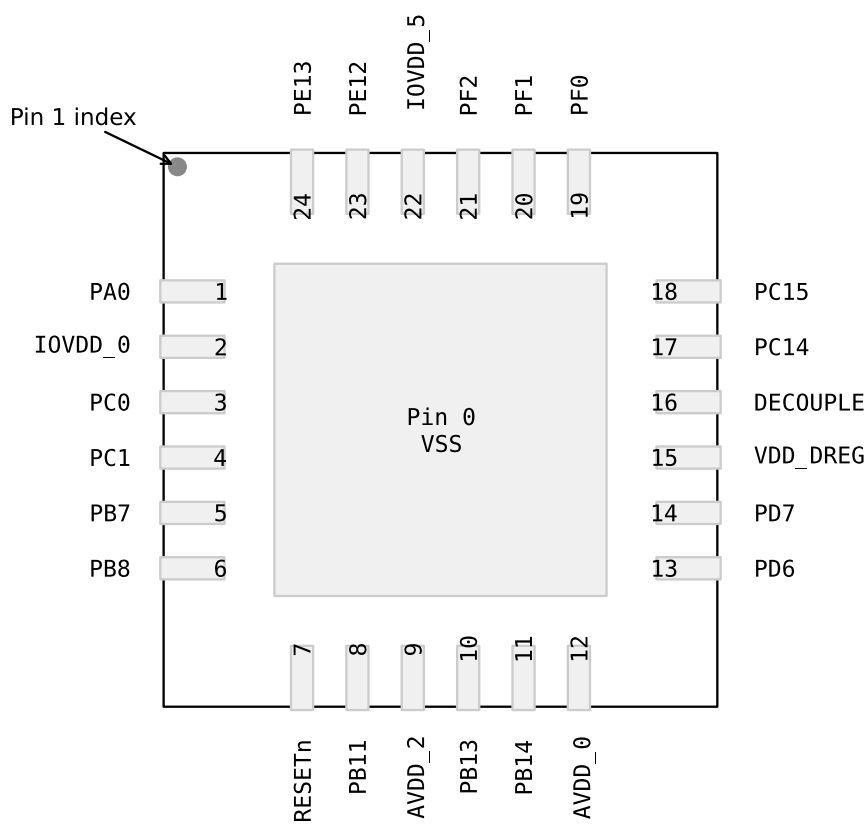 PE13 PE12 IOVDD_5 PF2 PF1 PF0
Pin 1 index
24 23 22 21 20 19
PA0 1 18 PC15
IOVDD_0 2 17 PC14
PC0 3 16 DECOUPLE
Pin 0
VSS
PC1 4 15 VDD_DREG
PB7 5 14 PD7
PB8 6 13 PD6
7 8 9 10 11 12
RESETn PB11 AVDD_2 PB13 PB14 AVDD_0